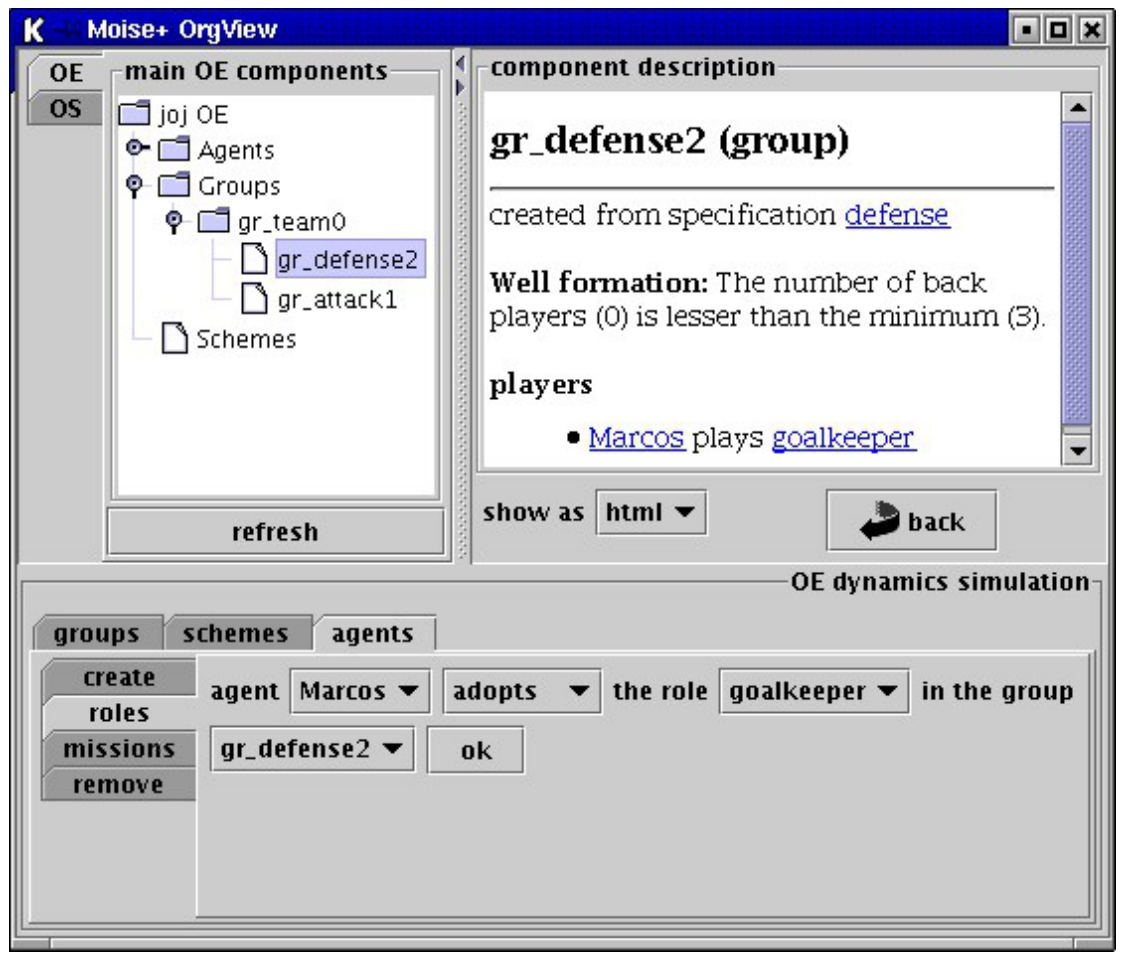 Moise+ OrgView
OE
OS
main OE components
joj OE
Agents
Groups
gr_team0
gr_defense2
gr_attack1
Schemes
refresh
component description
gr_defense2 (group)
created from specification defense
Well formation: The number of back
players (0) is lesser than the minimum (3).
players
• Marcos plays goalkeeper
show as html
back
OE dynamics simulation
groups schemes agents
create
roles
missions
remove
agent Marcos adopts the role goalkeeper in the group
gr_defense2 ok